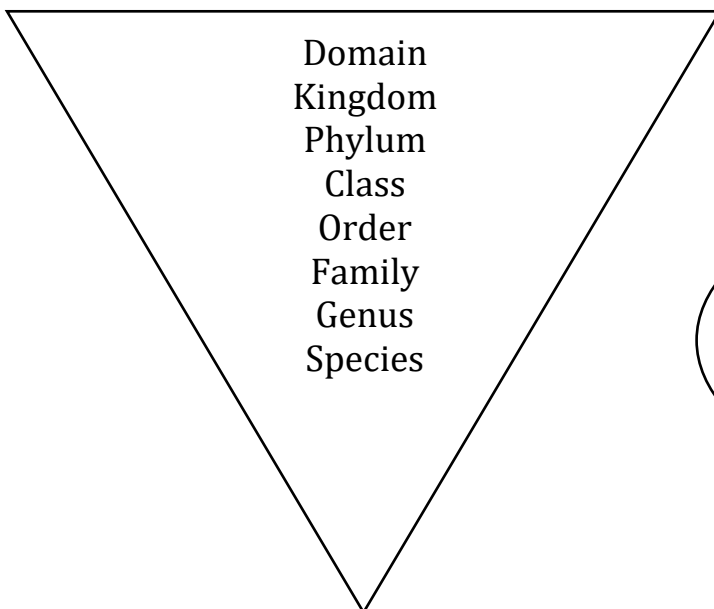 Domain
Kingdom
Phylum
Class
Order
Family
Genus
Species